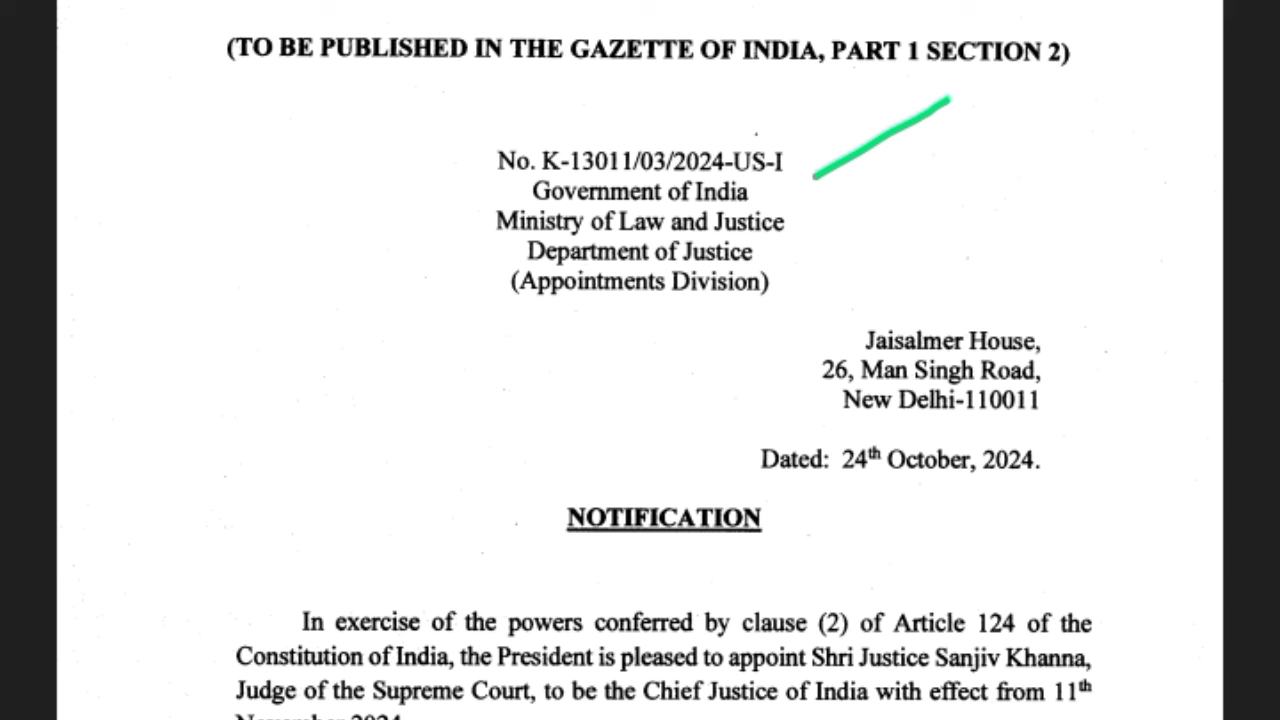 (TO BE PUBLISHED IN THE GAZETTE OF INDIA, PART 1 SECTION 2)
No. K-13011/03/2024-US-I
Government of India
Ministry of Law and Justice
Department of Justice
(Appointments Division)
Jaisalmer House,
26, Man Singh Road,
New Delhi-110011
Dated: 24th October, 2024.
NOTIFICATION
In exercise of the powers conferred by clause (2) of Article 124 of the
Constitution of India, the President is pleased to appoint Shri Justice Sanjiv Khanna,
Judge of the Supreme Court, to be the Chief Justice of India with effect from 11th
November 2024